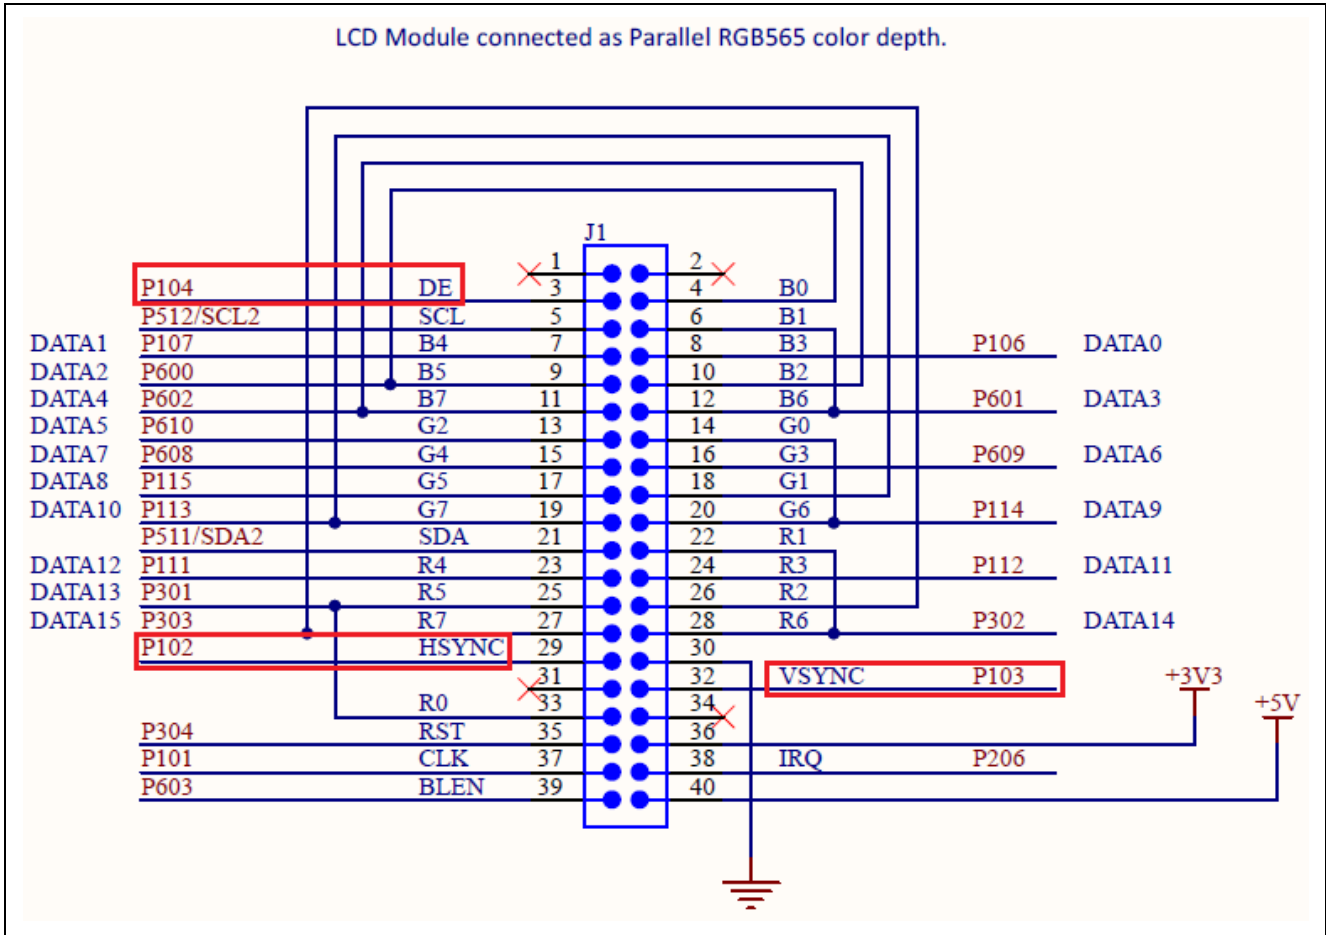 LCD Module connected as Parallel RGB565 color depth.
J1
1 2
P104 DE 3 4 B0
P512/SCL2 SCL 5 6 B1
DATA1 P107 B4 7 8 B3 P106 DATA0
DATA2 P600 B5 9 10 B2
DATA4 P602 B7 11 12 B6 P601 DATA3
DATA5 P610 G2 13 14 G0
DATA7 P608 G4 15 16 G3 P609 DATA6
DATA8 P115 G5 17 18 G1
DATA10 P113 G7 19 20 G6 P114 DATA9
P511/SDA2 SDA 21 22 R1
DATA12 P111 R4 23 24 R3 P112 DATA11
DATA13 P301 R5 25 26 R2
DATA15 P303 R7 27 28 R6 P302 DATA14
P102 HSYNC 29 30
31 32 VSYNC P103 +3V3
R0 33 34 +5V
P304 RST 35 36
P101 CLK 37 38 IRQ P206
P603 BLEN 39 40